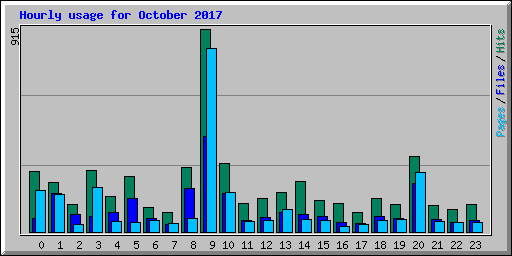 Hourly usage for October 2017
915
Pages/Files/Hits
0 1 2 3 4 5 6 7 8 9 10 11 12 13 14 15 16 17 18 19 20 21 22 23